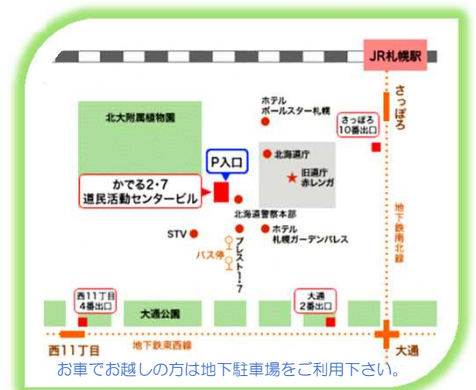 JR札幌駅
さっぽろ
ホテル
ポールスター札幌
さっぽろ
10番出口
北大附属植物園
P入口
北海道庁
旧道庁
赤レンガ
かでる2・7
道民活動センタービル
北海道警察本部
地下鉄南北線
STV
バス停
プレスト1・7
ホテル
札幌ガーデンパレス
西11丁目
4番出口
大通公園
大通
2番出口
西11丁目
地下鉄東西線
大通
お車でお越しの方は地下駐車場をご利用下さい。